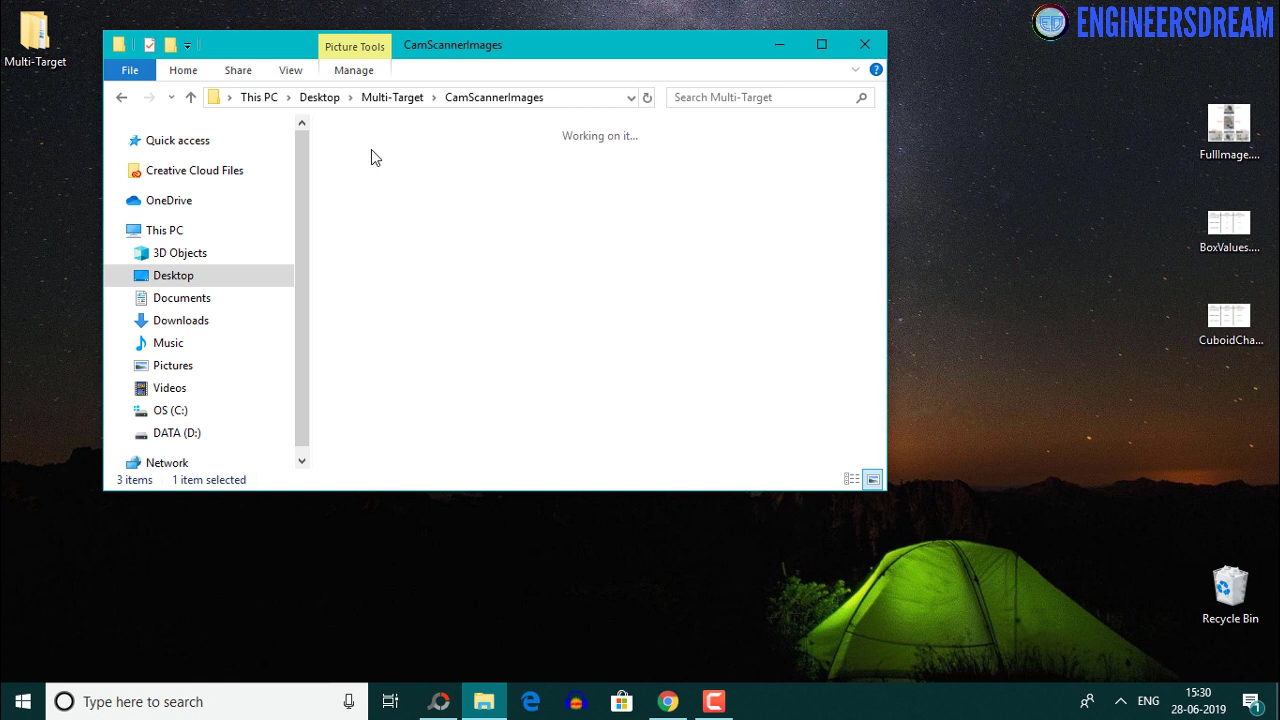 ENGINEERSDREAM
Multi-Target
Picture Tools
CamScannerImages
File
Home
Share
View
Manage
This PC
Desktop
Multi-Target
CamScannerImages
Search Multi-Target
Quick access
Creative Cloud Files
OneDrive
This PC
3D Objects
Desktop
Documents
Downloads
Music
Pictures
Videos
OS (C:)
DATA (D:)
Network
Working on it...
3 items
1 item selected
FullImage....
BoxValues....
CuboidCha...
Recycle Bin
Type here to search
ENG
15:30
28-06-2019
1